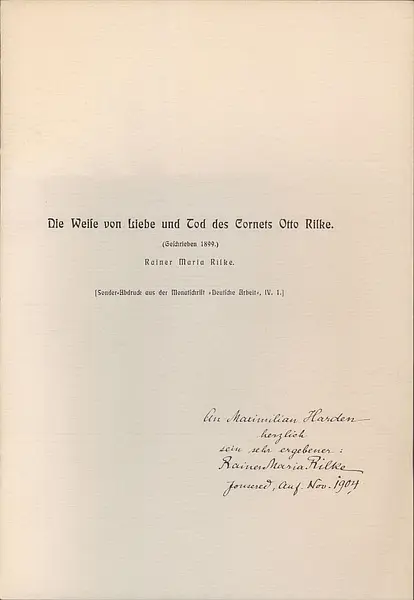 Die Weise von Liebe und Tod des Cornets Otto Rilke.
(Geschrieben 1899.)
Rainer Maria Rilke.
[Sonder-Abdruck aus der Monatschrift »Deutsche Arbeit«, IV. 1.]
An Maximilian Harden
herzlich
sein sehr ergebener:
Rainer Maria Rilke
Jonsered, Anf. Nov. 1904